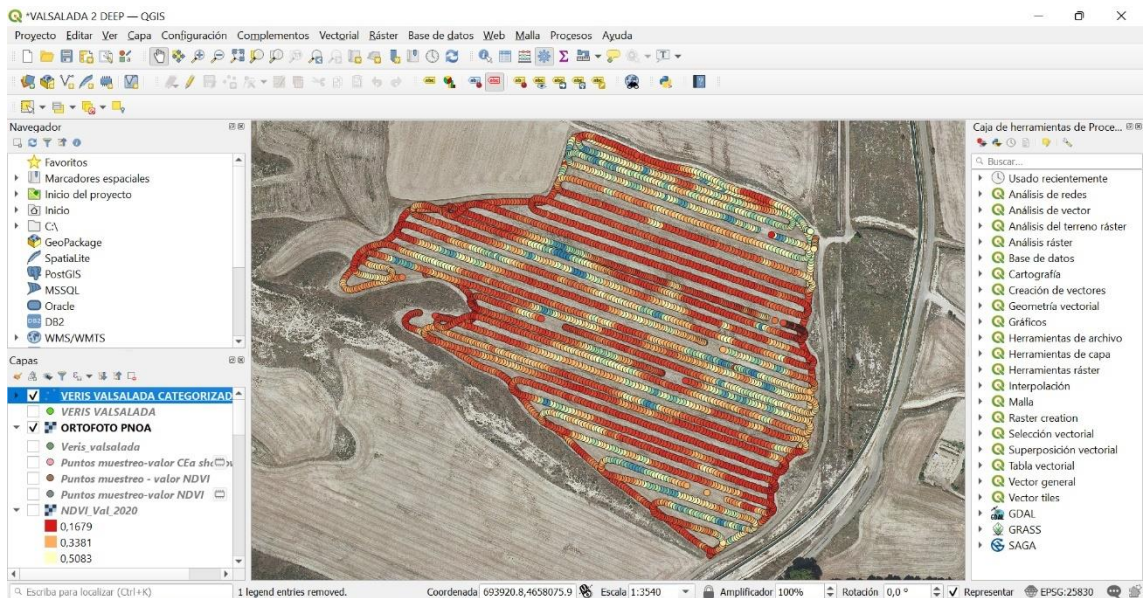 *VALSALADA 2 DEEP — QGIS
Proyecto Editar Ver Capa Configuración Complementos Vectorial Ráster Base de datos Web Malla Procesos Ayuda
Navegador
Favoritos
Marcadores espaciales
Inicio del proyecto
Inicio
C:\
GeoPackage
SpatiaLite
PostGIS
MSSQL
Oracle
DB2
WMS/WMTS
Capas
VERIS VALSALADA CATEGORIZAD
VERIS VALSALADA
ORTOFOTO PNOA
Veris_valsalada
Puntos muestreo-valor CEa
Puntos muestreo - valor NDVI
Puntos muestreo-valor NDVI
NDVI_Val_2020
0,1679
0,3381
0,5083
Caja de herramientas de Proce...
Buscar...
Usado recientemente
Análisis de redes
Análisis de vector
Análisis del terreno ráster
Análisis ráster
Base de datos
Cartografía
Creación de vectores
Geometría vectorial
Gráficos
Herramientas de archivo
Herramientas de capa
Herramientas ráster
Interpolación
Malla
Raster creation
Selección vectorial
Superposición vectorial
Tabla vectorial
Vector general
Vector tiles
GDAL
GRASS
SAGA
Escriba para localizar (Ctrl+K) 1 legend entries removed. Coordenada 693920.8,4658075.9 Escala 1:3540 Amplificador 100% Rotación 0,0 ° Representar EPSG:25830